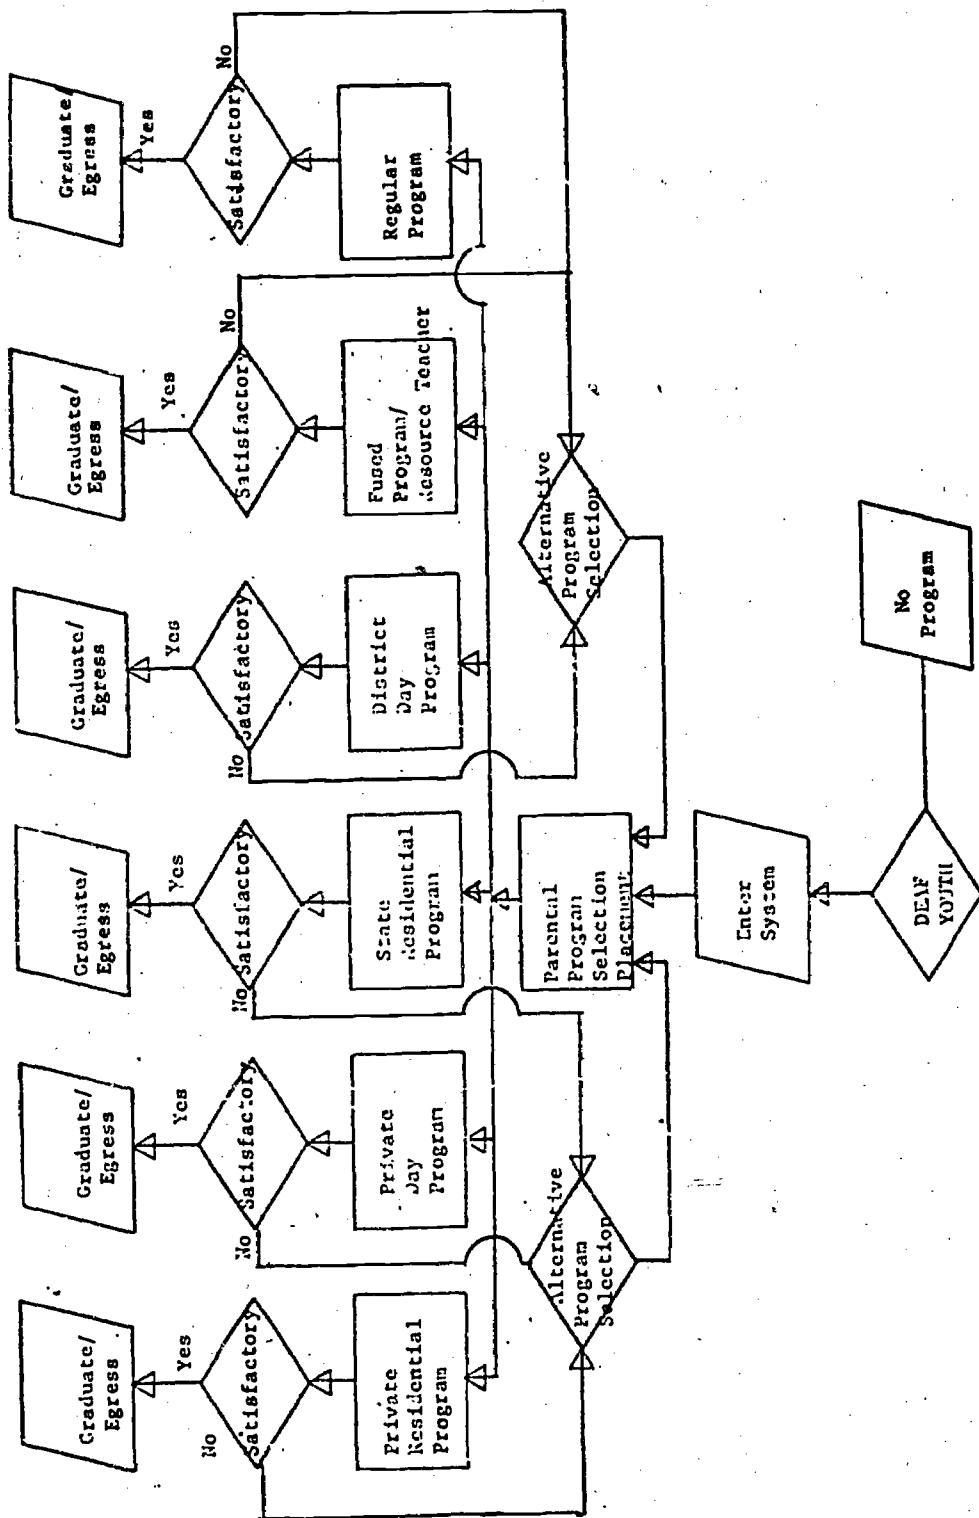 Graduate/
Egress
Graduate/
Egress
Graduate/
Egress
Graduate/
Egress
Graduate/
Egress
Graduate/
Egress
Yes
Yes
Yes
Yes
Yes
Yes
No
Satisfactory
No
Satisfactory
No
Satisfactory
No
Satisfactory
Satisfactory
No
Satisfactory
No
Private
Residential
Program
Private
Day
Program
State
Residential
Program
District
Day
Program
Fused
Program/
Resource Teacher
Regular
Program
Alternative
Program
Selection
Parental
Program
Selection
Placement
Alternative
Program
Selection
Enter
System
DEAF
YOUTH
No
Program